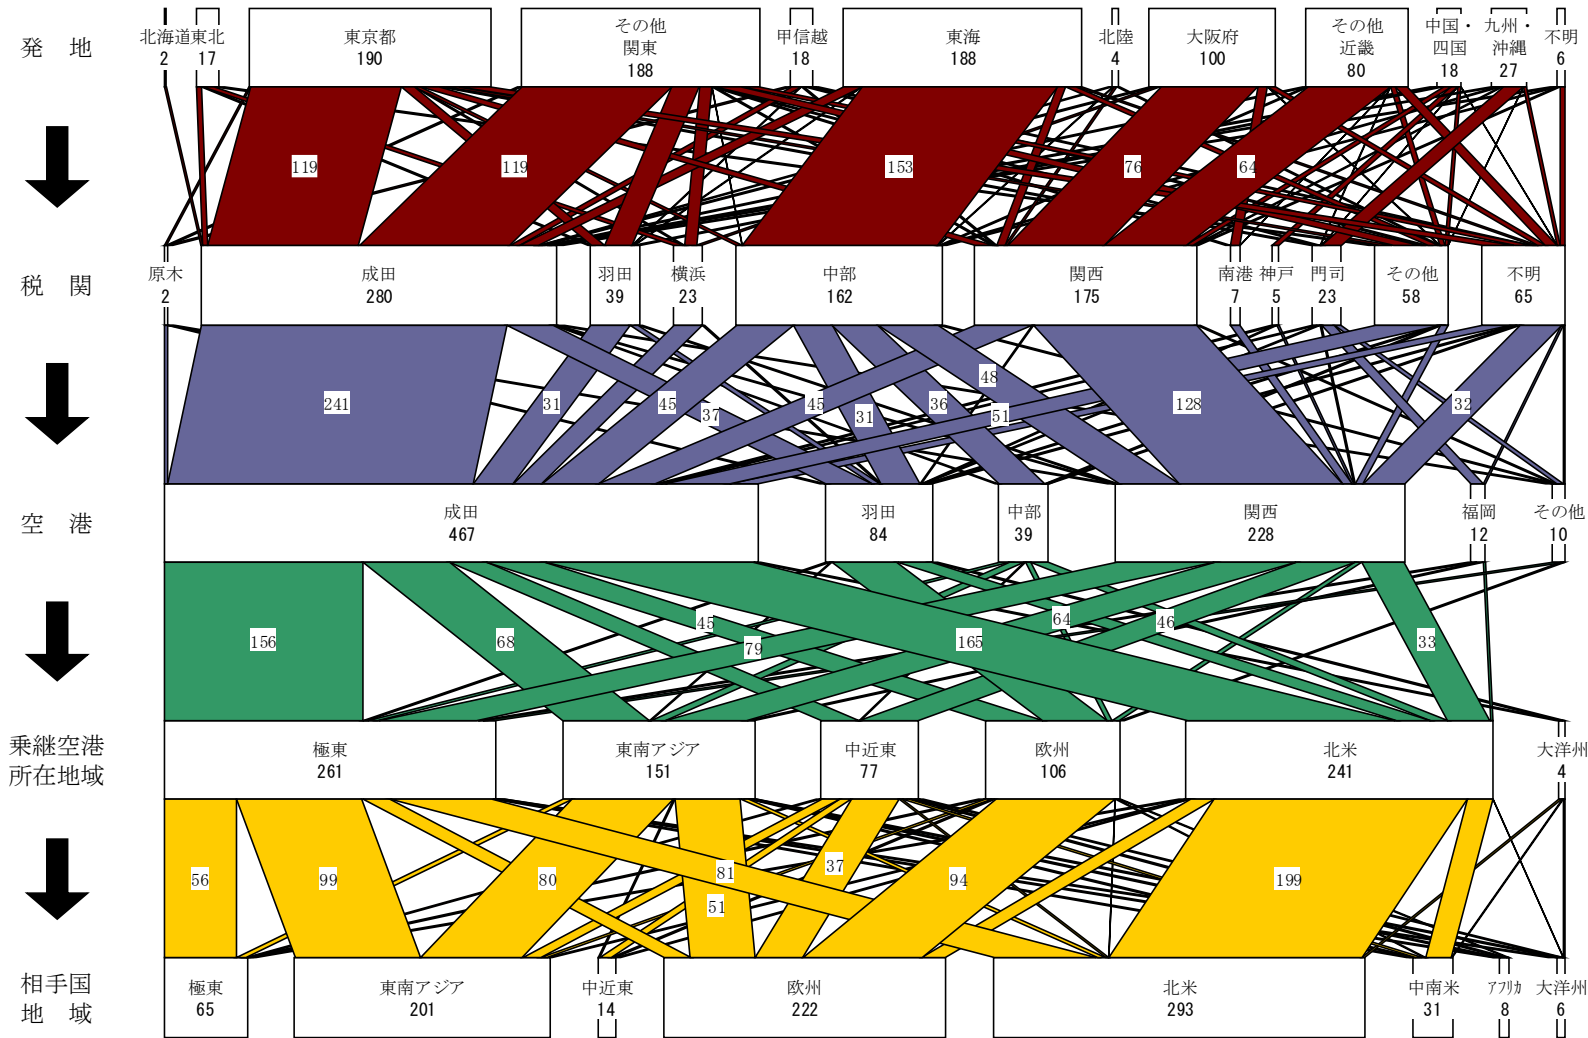 発　地
北海道
2
東北
17
東京都
190
その他
関東
188
甲信越
18
東海
188
北陸
4
大阪府
100
その他
近畿
80
中国・
四国
18
九州・
沖縄
27
不明
6
119
119
153
76
64
税　関
原木
2
成田
280
羽田
39
横浜
23
中部
162
関西
175
南港
7
神戸
5
門司
23
その他
58
不明
65
241
31
45
37
45
31
36
48
51
128
32
空　港
成田
467
羽田
84
中部
39
関西
228
福岡
12
その他
10
156
68
45
79
165
64
46
33
乗継空港
所在地域
極東
261
東南アジア
151
中近東
77
欧州
106
北米
241
大洋州
4
56
99
80
81
51
37
94
199
相手国
地　域
極東
65
東南アジア
201
中近東
14
欧州
222
北米
293
中南米
31
アフリカ
8
大洋州
6